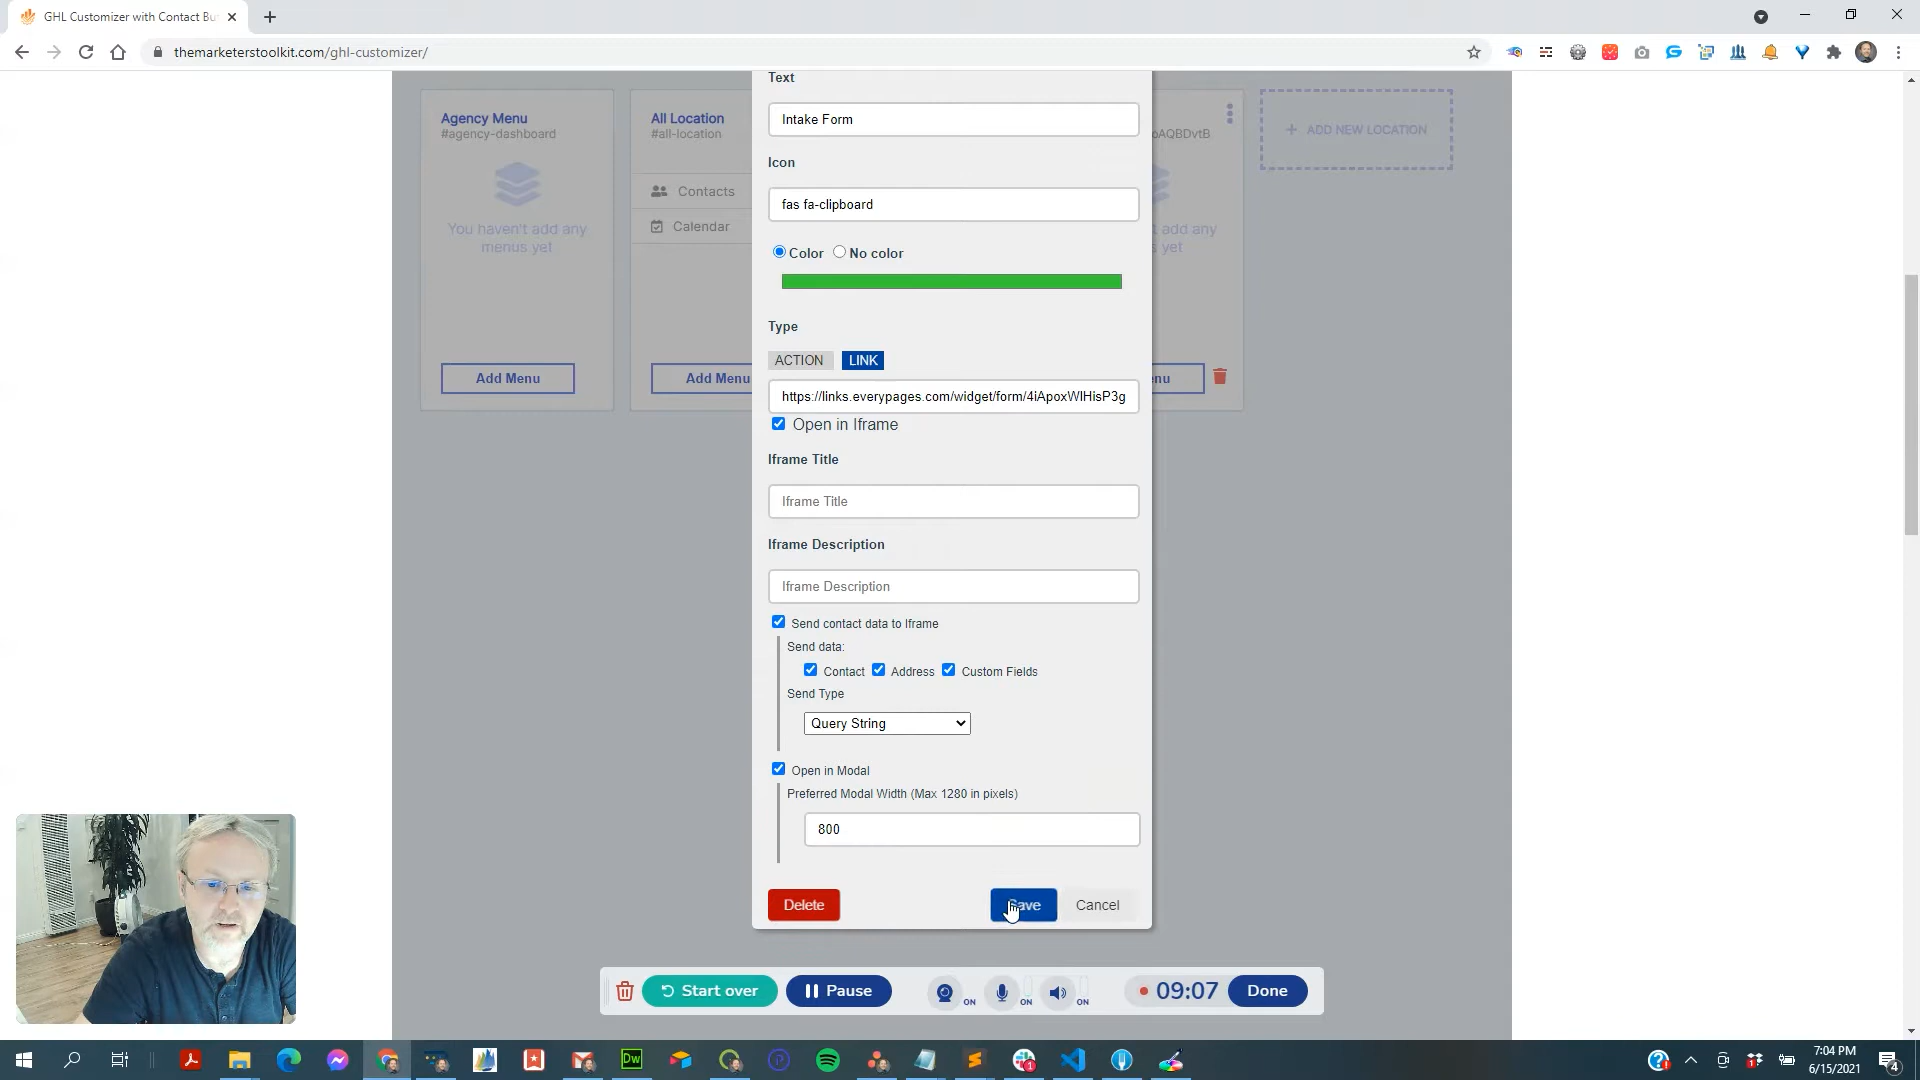 GHL Customizer with Contact Bu
themarketerstoolkit.com/ghl-customizer/
Agency Menu
#agency-dashboard
You haven't add any
menus yet
Add Menu
All Location
#all-location
Contacts
Calendar
Add Menu
oAQBDvtB
t add any
s yet
nu
+ ADD NEW LOCATION
Text
Intake Form
Icon
fas fa-clipboard
Color No color
Type
ACTION LINK
https://links.everypages.com/widget/form/4iApoxWIHisP3g
Open in Iframe
Iframe Title
Iframe Title
Iframe Description
Iframe Description
Send contact data to Iframe
Send data:
Contact Address Custom Fields
Send Type
Query String
Open in Modal
Preferred Modal Width (Max 1280 in pixels)
800
Delete Save Cancel
Start over Pause ON ON ON 09:07 Done
Dw
7:04 PM
6/15/2021
4